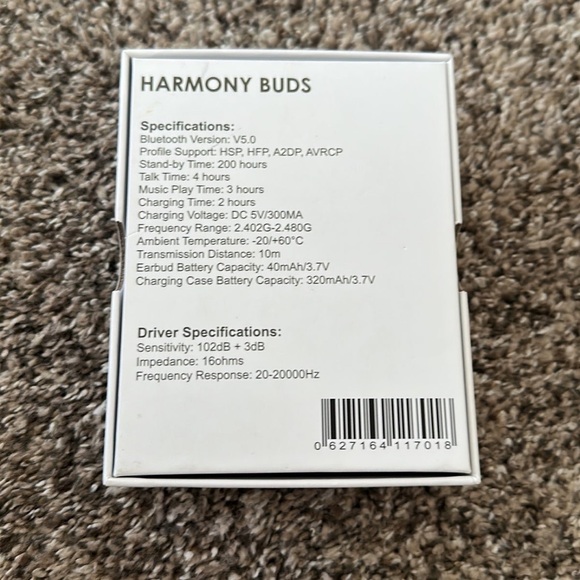 HARMONY BUDS
Specifications:
Bluetooth Version: V5.0
Profile Support: HSP, HFP, A2DP, AVRCP
Stand-by Time: 200 hours
Talk Time: 4 hours
Music Play Time: 3 hours
Charging Time: 2 hours
Charging Voltage: DC 5V/300MA
Frequency Range: 2.402G-2.480G
Ambient Temperature: -20/+60°C
Transmission Distance: 10m
Earbud Battery Capacity: 40mAh/3.7V
Charging Case Battery Capacity: 320mAh/3.7V
Driver Specifications:
Sensitivity: 102dB + 3dB
Impedance: 16ohms
Frequency Response: 20-20000Hz
0 627164 117018